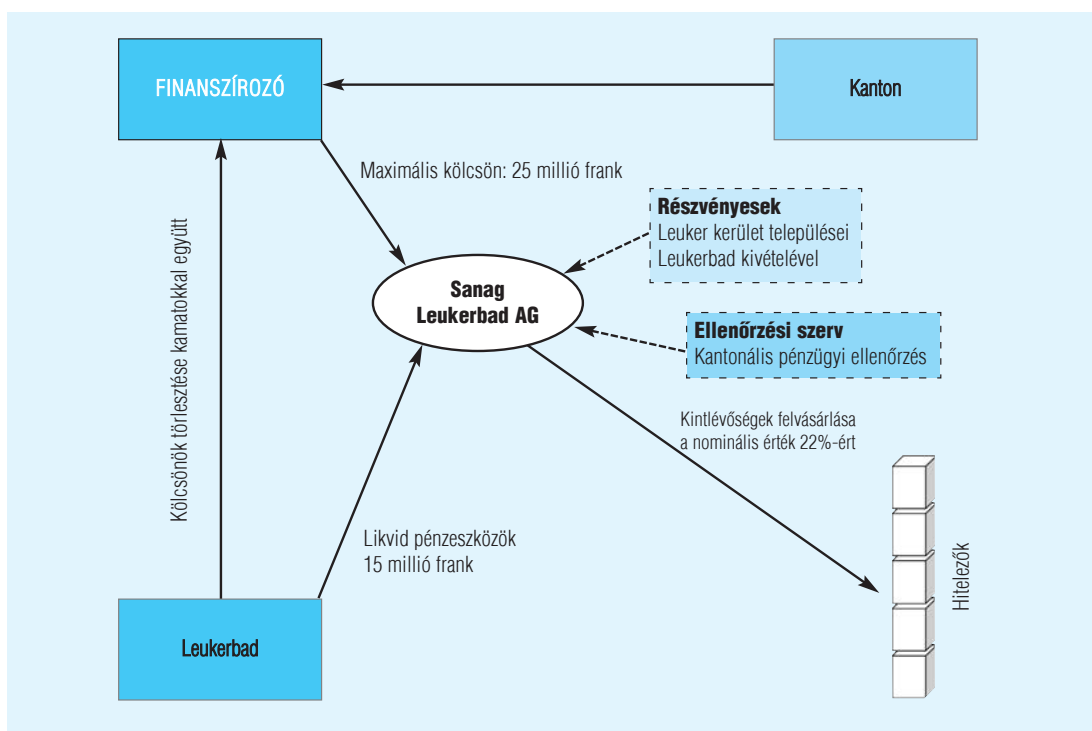 FINANSZÍROZÓ
Kanton
Maximális kölcsön: 25 millió frank
Részvényesek
Leuker kerület települései
Leukerbad kivételével
Kölcsönök törlesztése kamatokkal együtt
Sanag
Leukerbad AG
Ellenőrzési szerv
Kantonális pénzügyi ellenőrzés
Kintlévőségek felvásárlása
a nominális érték 22%-ért
Likvid pénzeszközök
15 millió frank
Hitelezők
Leukerbad